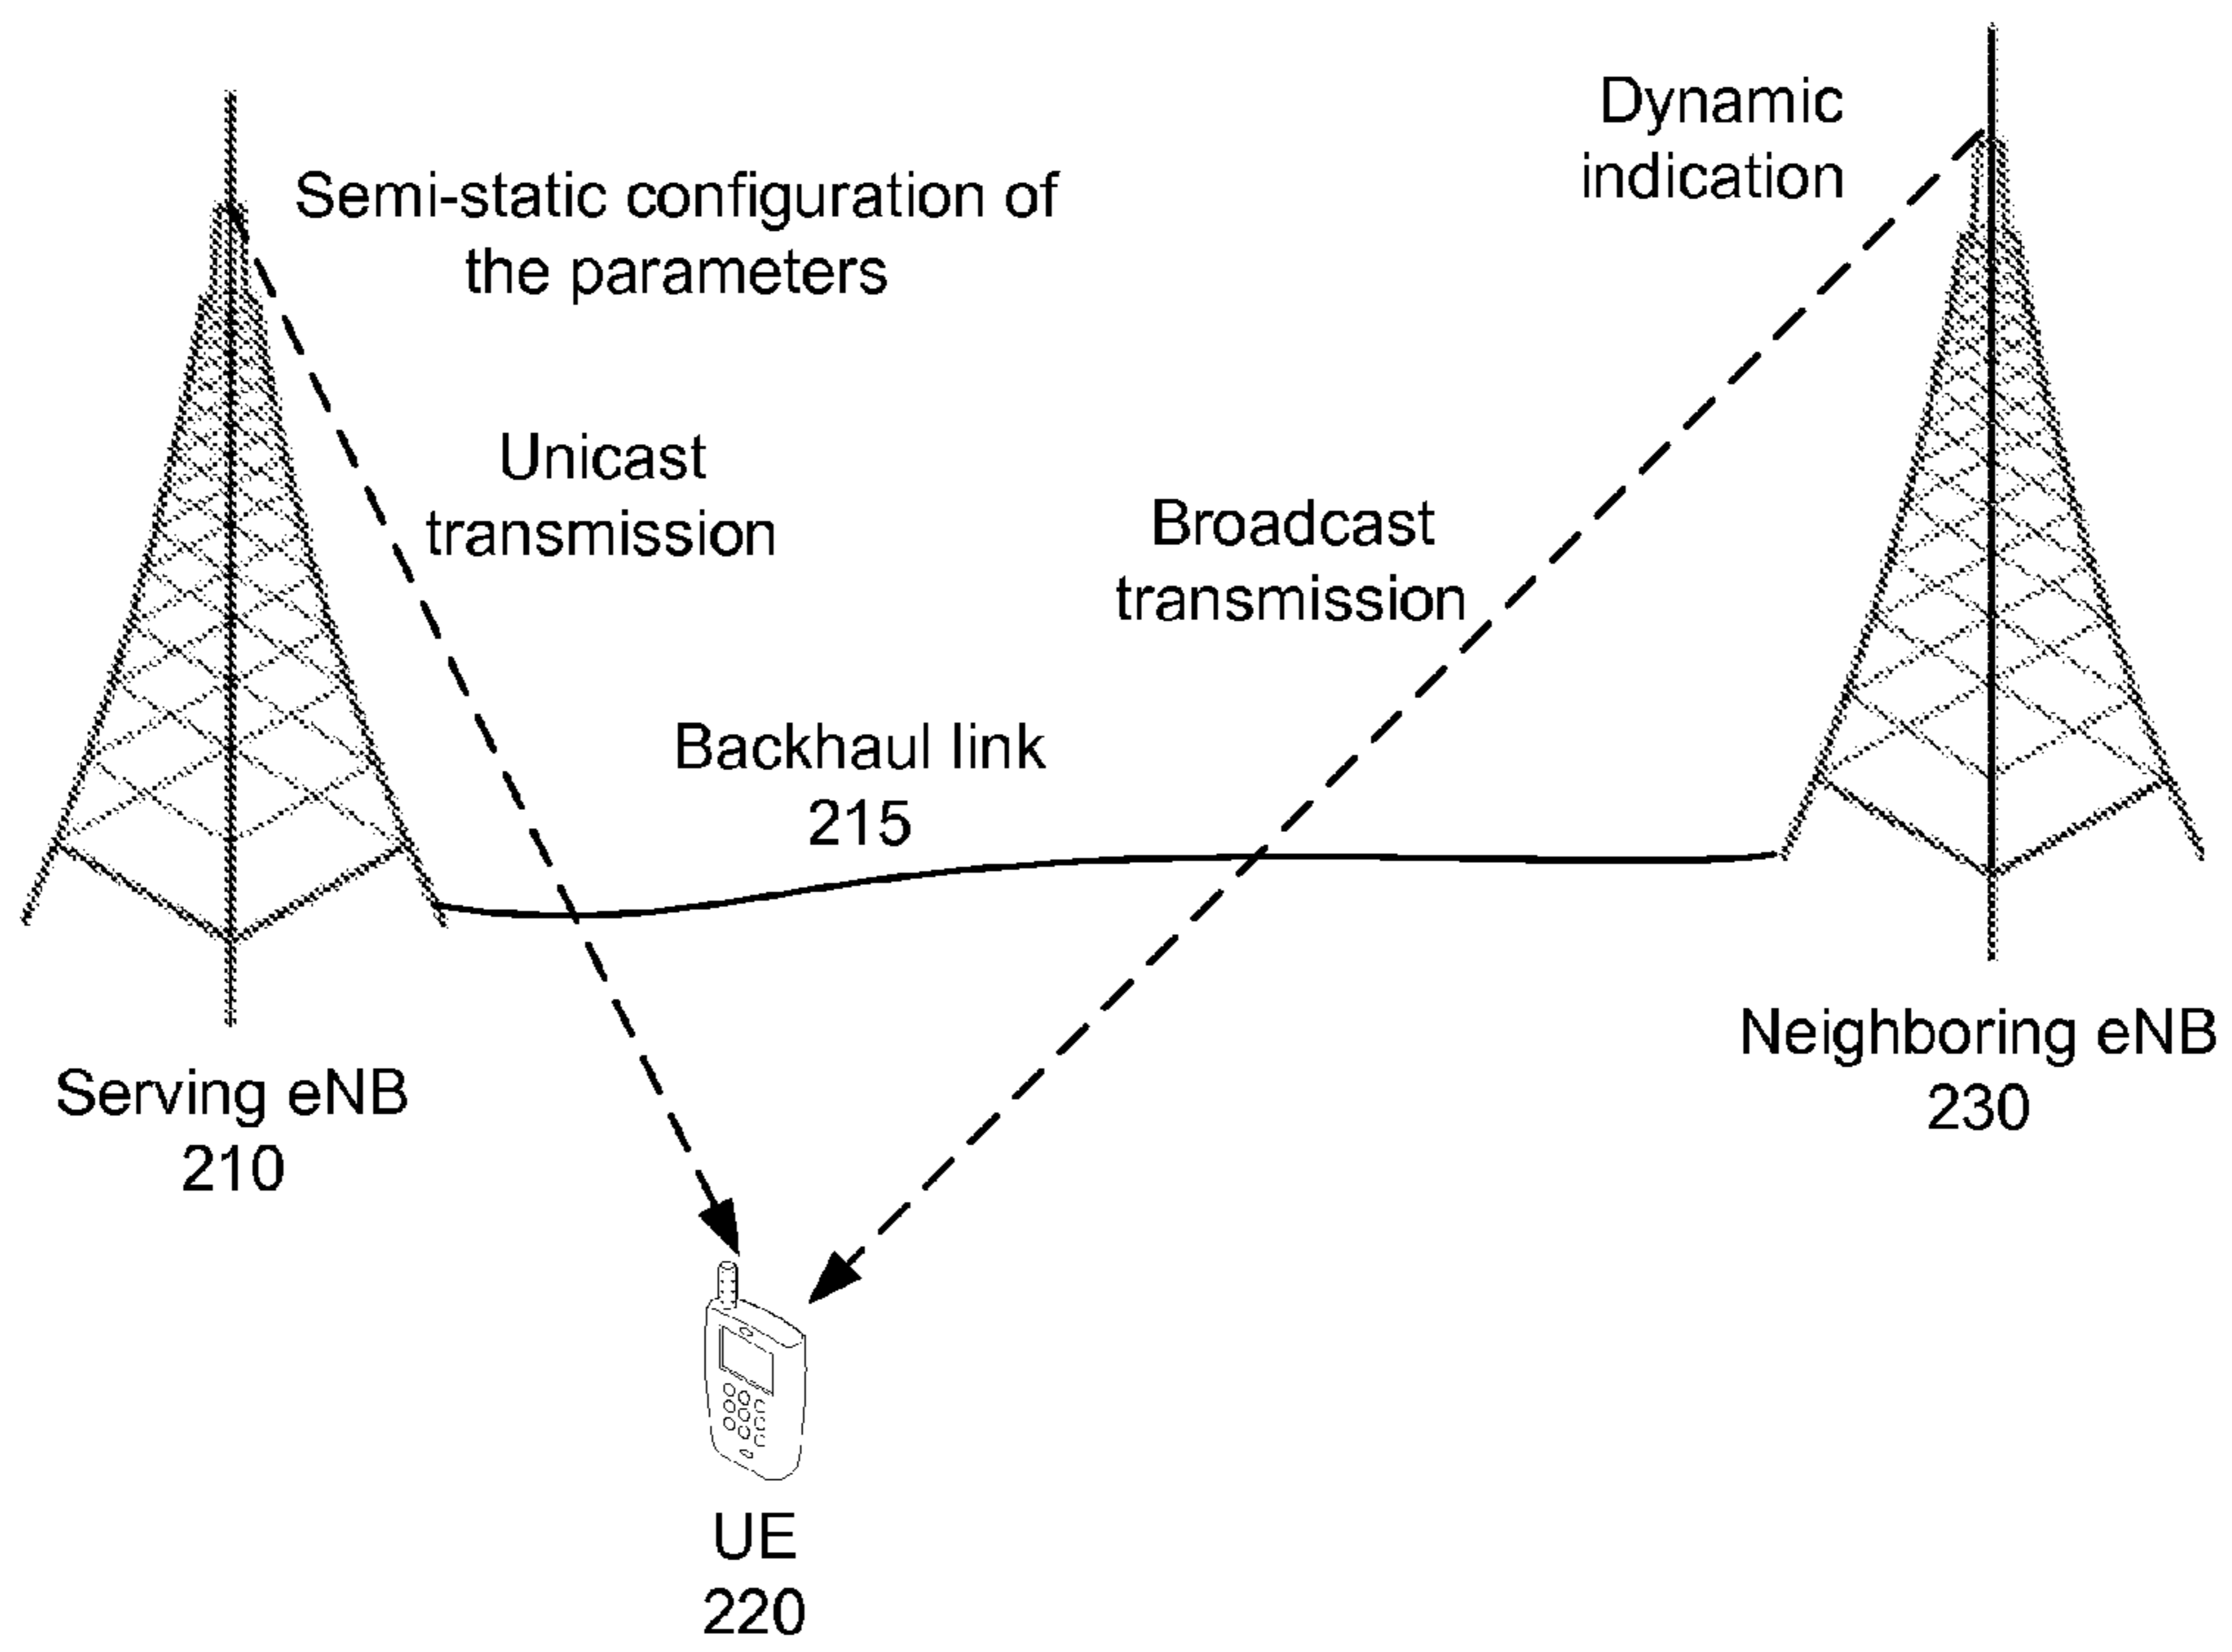 Semi-static configuration of
the parameters
Dynamic
indication
Unicast
transmission
Broadcast
transmission
Backhaul link
215
Serving eNB
210
Neighboring eNB
230
UE
220